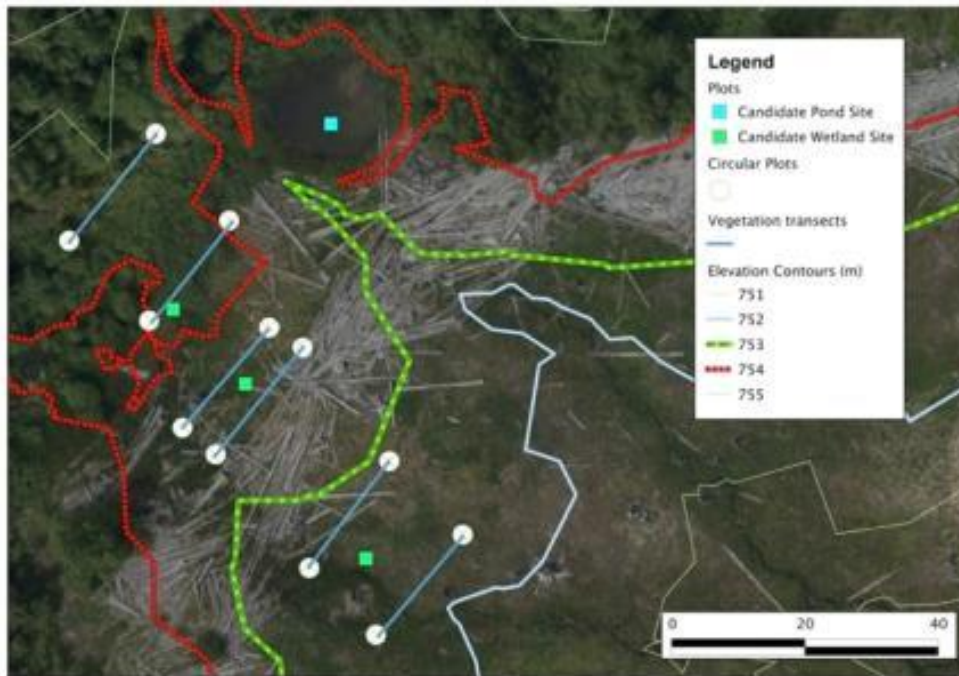 Legend
Plots
Candidate Pond Site
Candidate Wetland Site
Circular Plots
Vegetation transects
Elevation Contours (m)
751
752
753
754
755
0 20 40